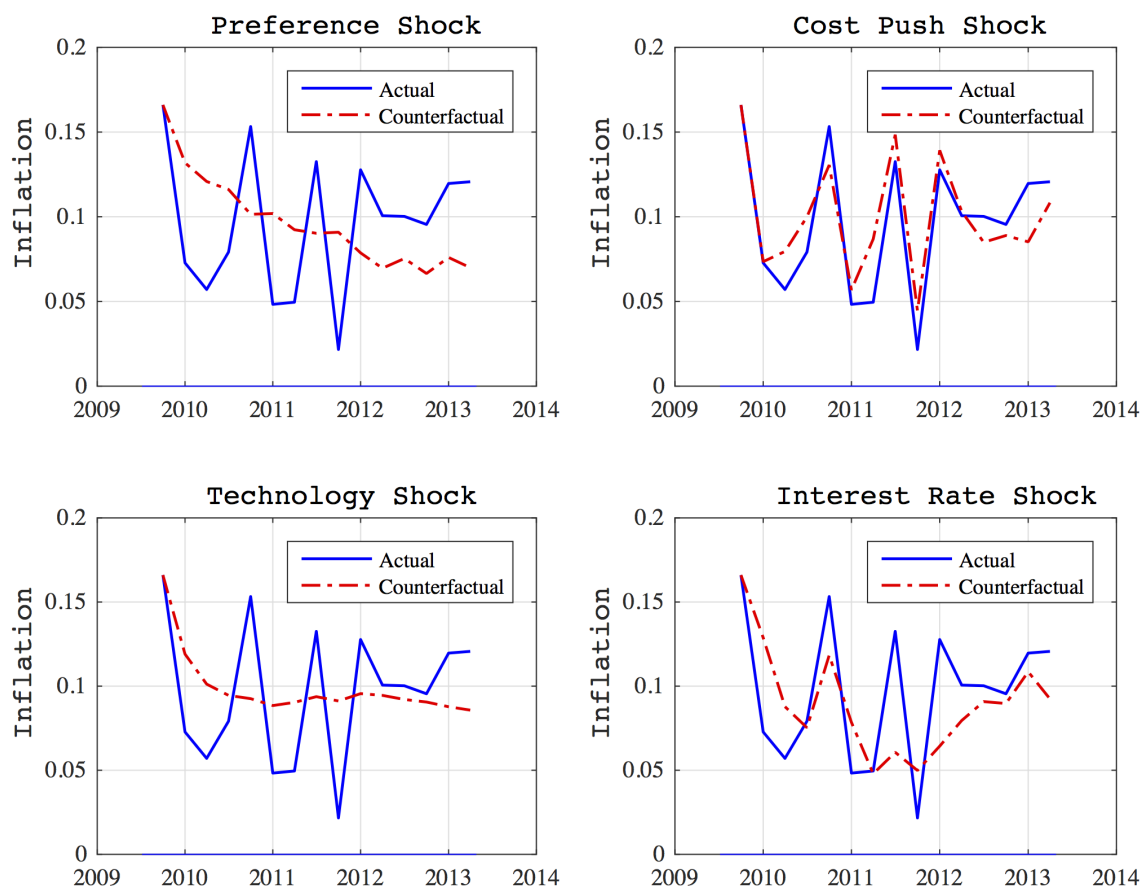 Preference Shock
0.2
0.15
0.1
0.05
0
Inflation
Actual
Counterfactual
2009 2010 2011 2012 2013 2014
Cost Push Shock
0.2
0.15
0.1
0.05
0
Inflation
Actual
Counterfactual
2009 2010 2011 2012 2013 2014
Technology Shock
0.2
0.15
0.1
0.05
0
Inflation
Actual
Counterfactual
2009 2010 2011 2012 2013 2014
Interest Rate Shock
0.2
0.15
0.1
0.05
0
Inflation
Actual
Counterfactual
2009 2010 2011 2012 2013 2014